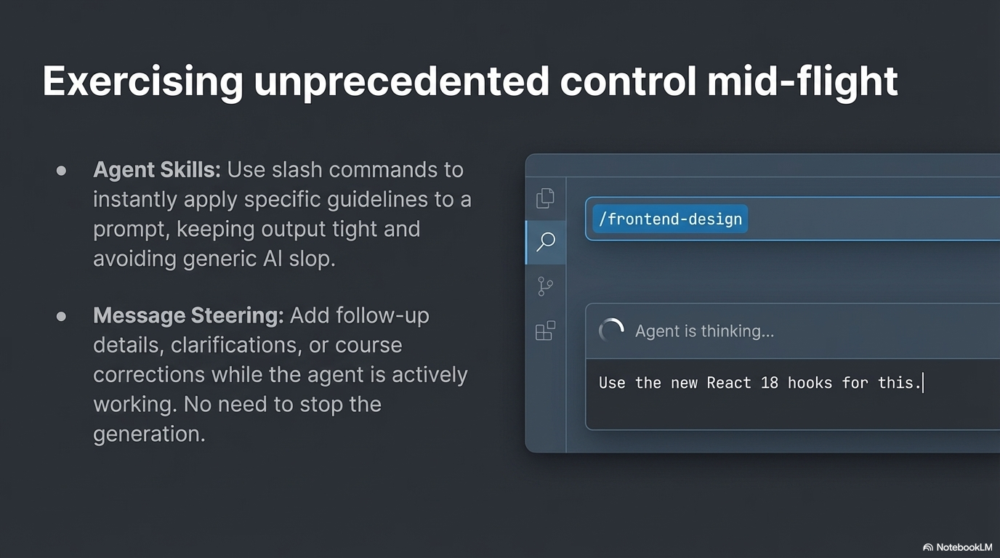 Exercising unprecedented control mid-flight
● Agent Skills: Use slash commands to
instantly apply specific guidelines to a
prompt, keeping output tight and
avoiding generic AI slop.
● Message Steering: Add follow-up
details, clarifications, or course
corrections while the agent is actively
working. No need to stop the
generation.
/frontend-design
Agent is thinking...
Use the new React 18 hooks for this.
NotebookLM